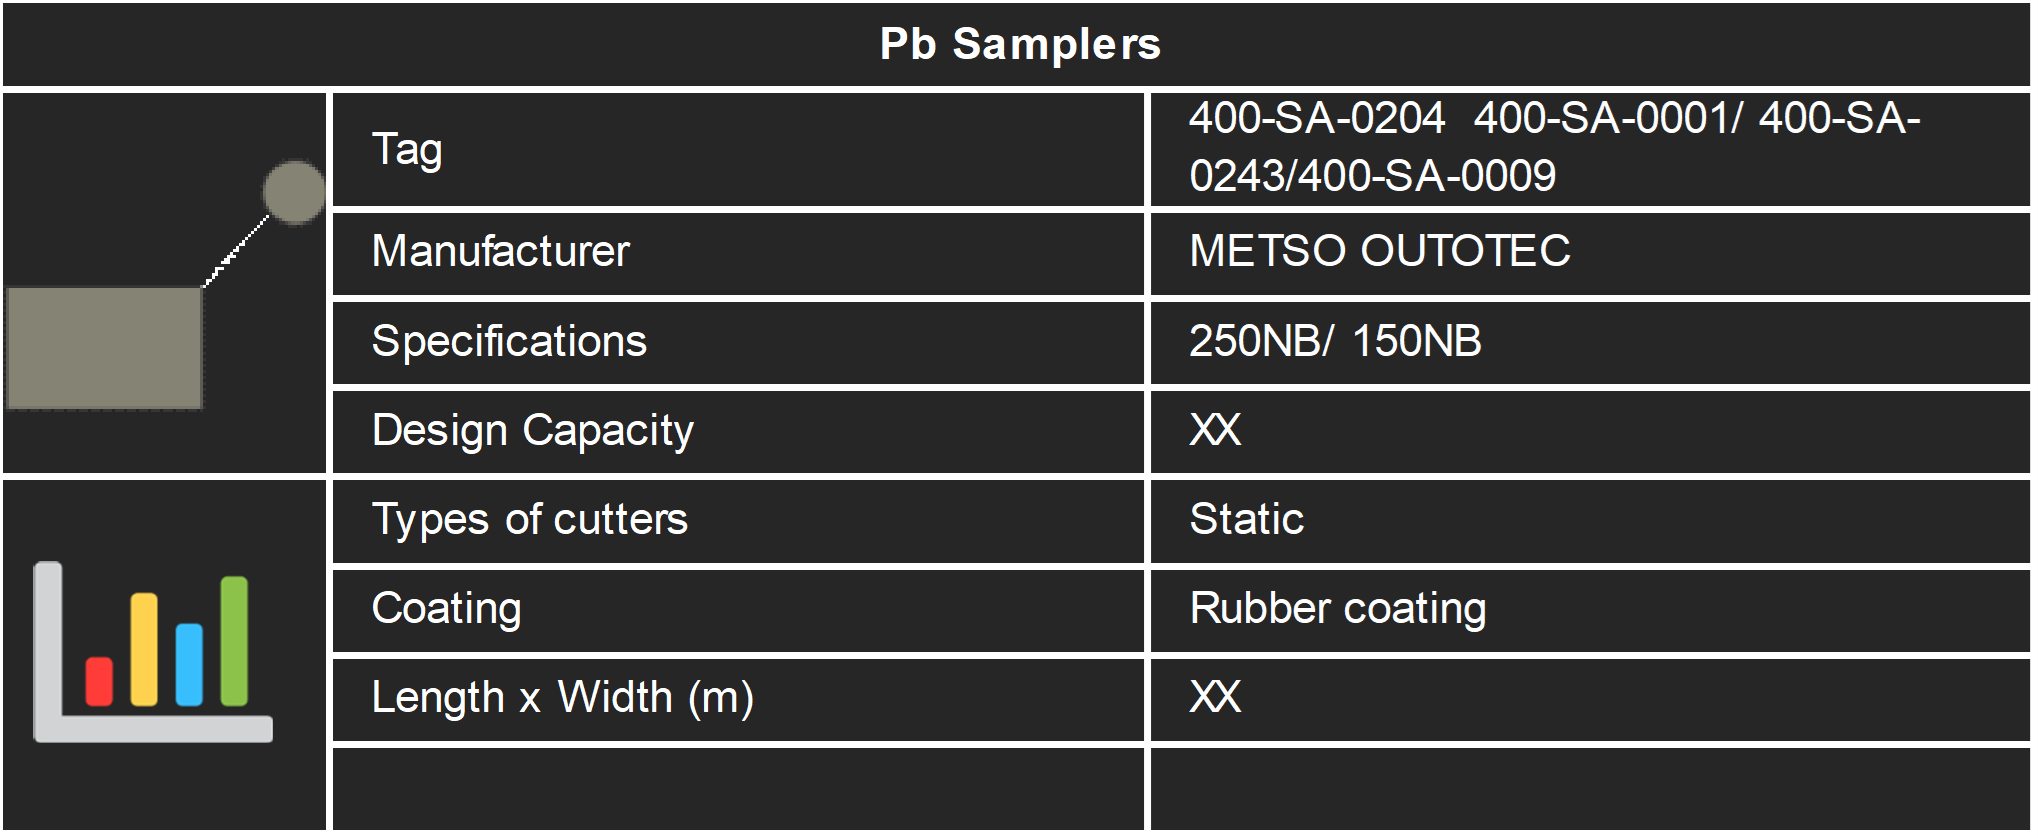 Pb Samplers
Tag
400-SA-0204  400-SA-0001/ 400-SA-
0243/400-SA-0009
Manufacturer
METSO OUTOTEC
Specifications
250NB/ 150NB
Design Capacity
XX
Types of cutters
Static
Coating
Rubber coating
Length x Width (m)
XX